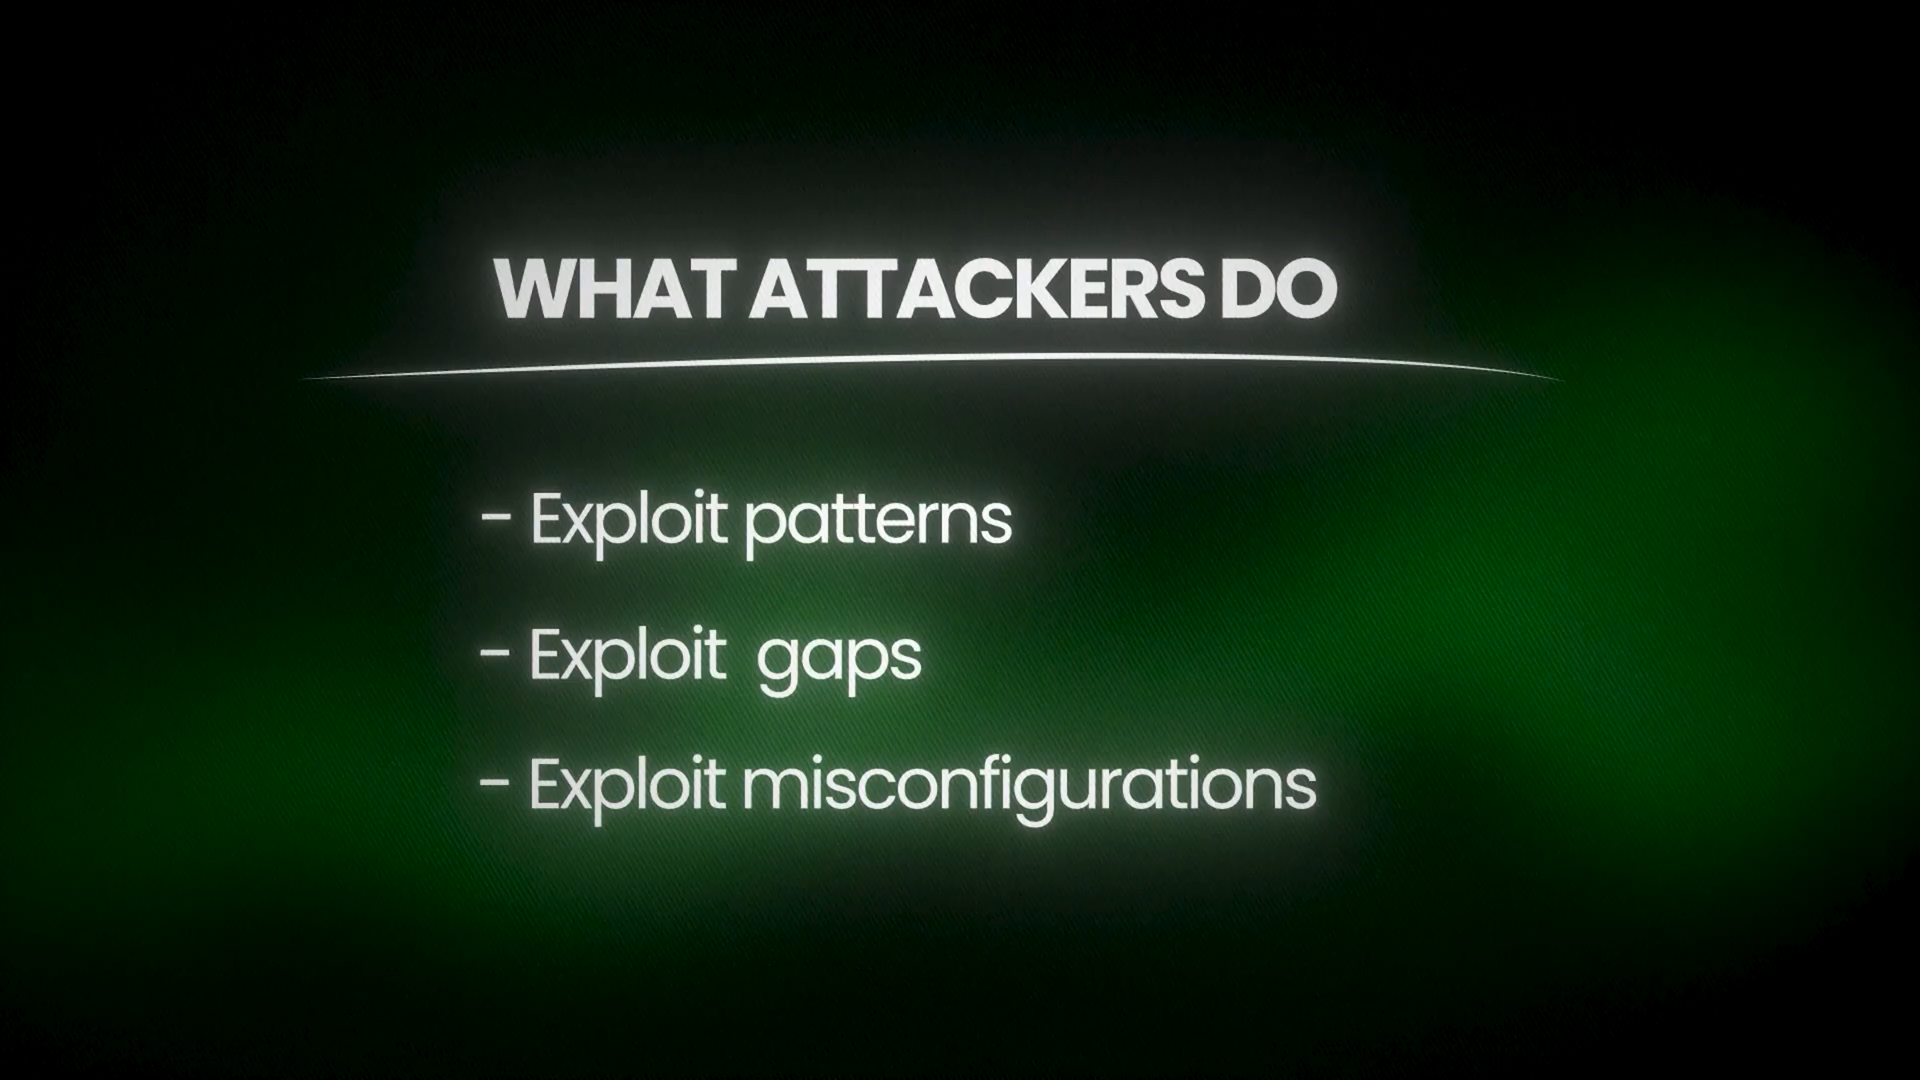 WHAT ATTACKERS DO
- Exploit patterns
- Exploit  gaps
- Exploit misconfigurations